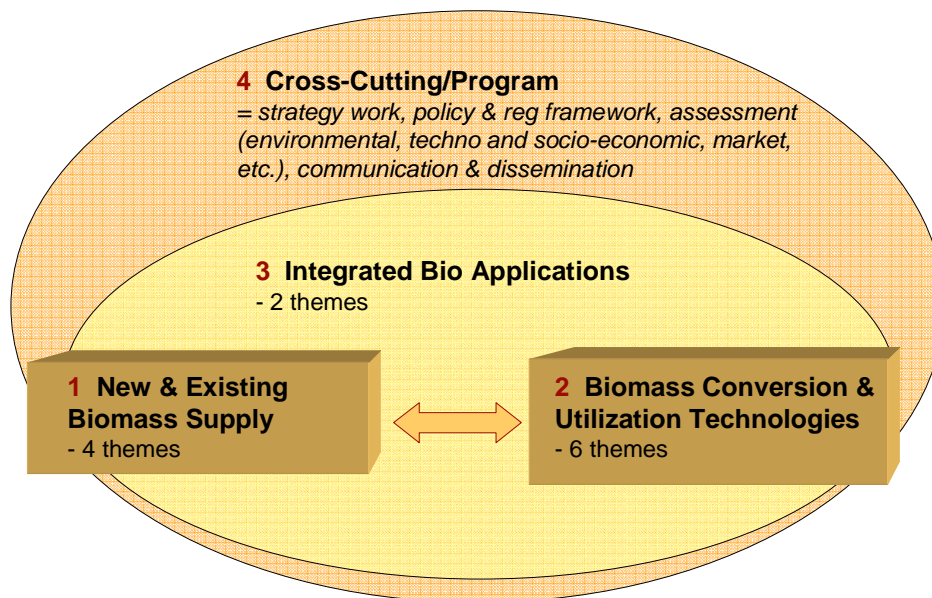 4 Cross-Cutting/Program
= strategy work, policy & reg framework, assessment
(environmental, techno and socio-economic, market,
etc.), communication & dissemination
3 Integrated Bio Applications
- 2 themes
1 New & Existing
Biomass Supply
- 4 themes
2 Biomass Conversion &
Utilization Technologies
- 6 themes